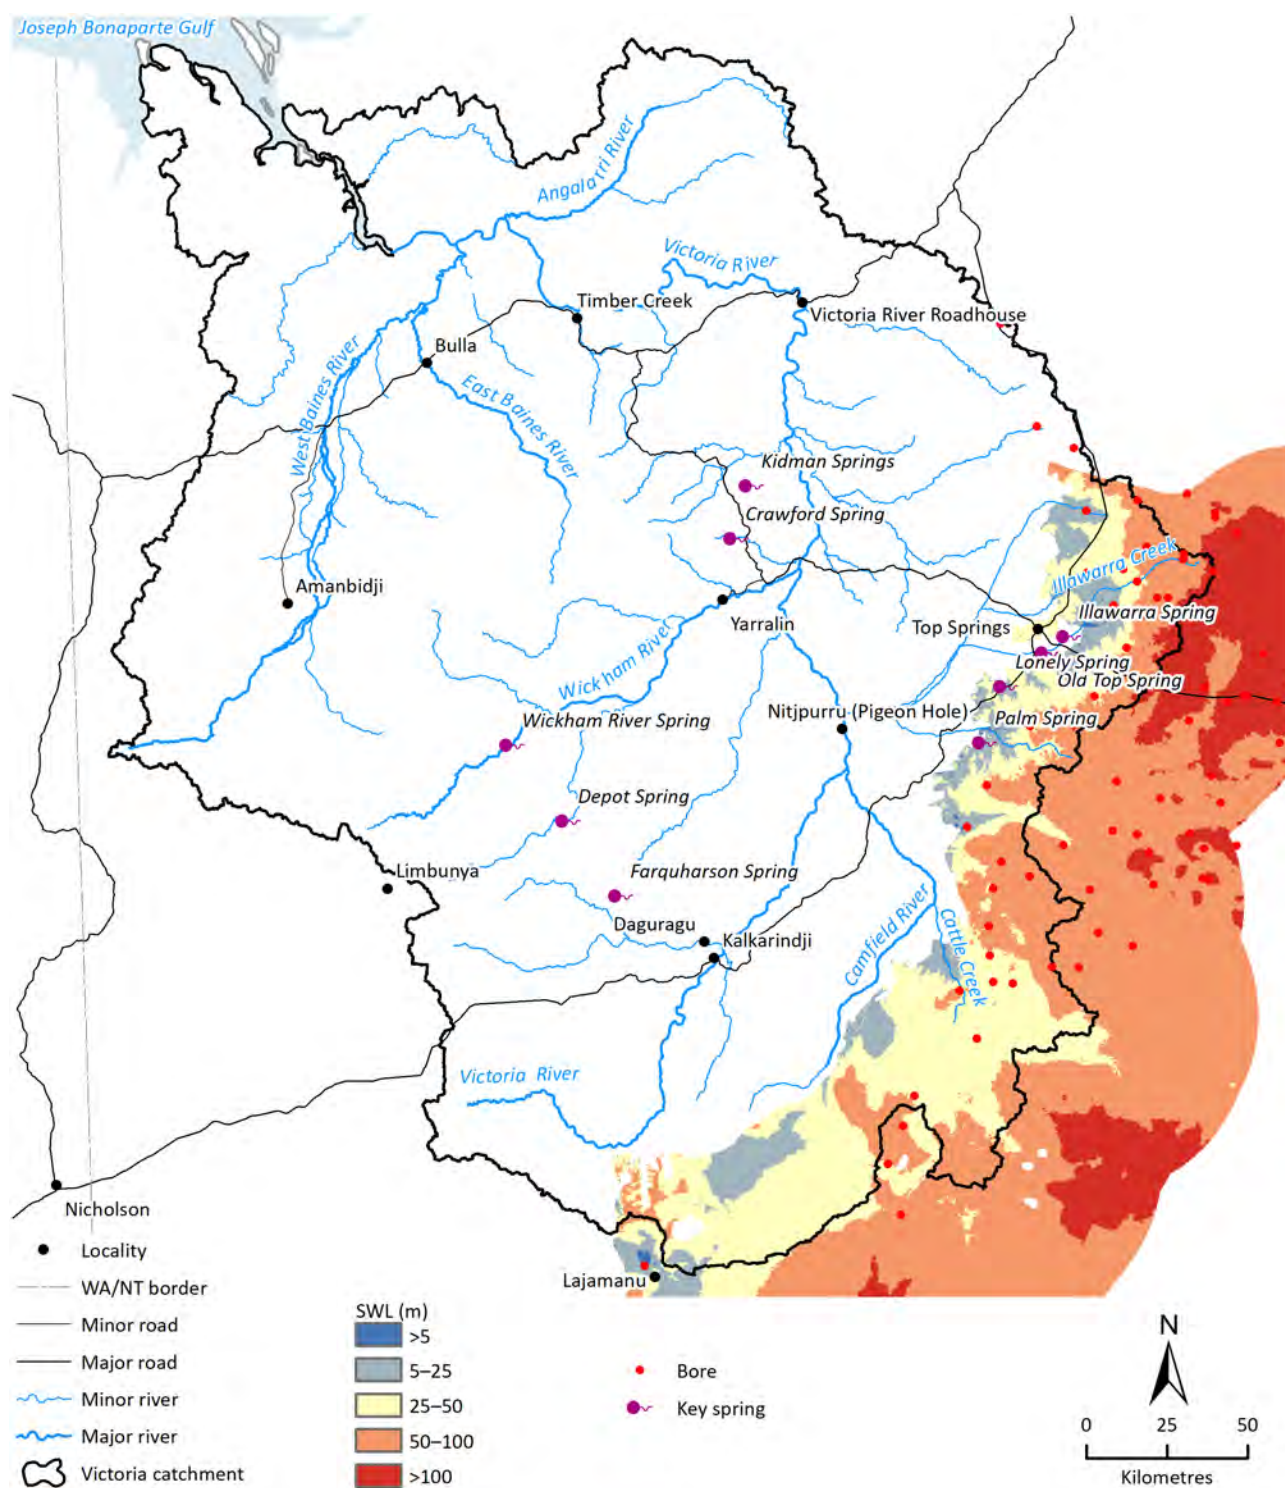 Joseph Bonaparte Gulf
Angalarri River
Victoria River
Timber Creek
Victoria River Roadhouse
Bulla
West Baines River
East Baines River
Kidman Springs
Crawford Spring
Illawarra Creek
Amanbidji
Yarralin
Illawarra Spring
Top Springs
Wickham River
Lonely Spring
Old Top Spring
Wickham River Spring
Nitjpurru (Pigeon Hole)
Palm Spring
Depot Spring
Limbunya
Farquharson Spring
Daguragu
Kalkarindji
Camfield River
Cattle Creek
Victoria River
Nicholson
Lajamanu
Locality
WA/NT border
Minor road
Major road
Minor river
Major river
Victoria catchment
SWL (m)
>5
5–25
25–50
50–100
>100
Bore
Key spring
N
0 25 50
Kilometres